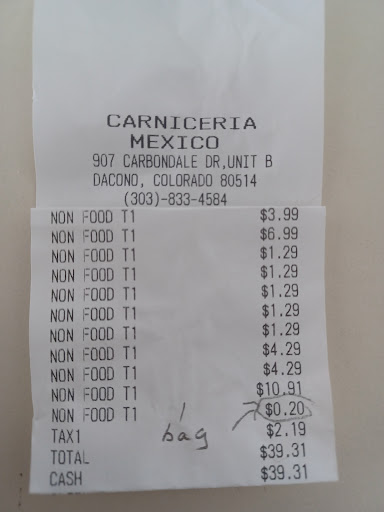 CARNICERIA
MEXICO
907 CARBONDALE DR,UNIT B
DACONO, COLORADO 80514
(303)-833-4584
NON FOOD T1 $3.99
NON FOOD T1 $6.99
NON FOOD T1 $1.29
NON FOOD T1 $1.29
NON FOOD T1 $1.29
NON FOOD T1 $1.29
NON FOOD T1 $1.29
NON FOOD T1 $4.29
NON FOOD T1 $4.29
NON FOOD T1 $10.91
NON FOOD T1 $0.20
1
bag
TAX1 $2.19
TOTAL $39.31
CASH $39.31